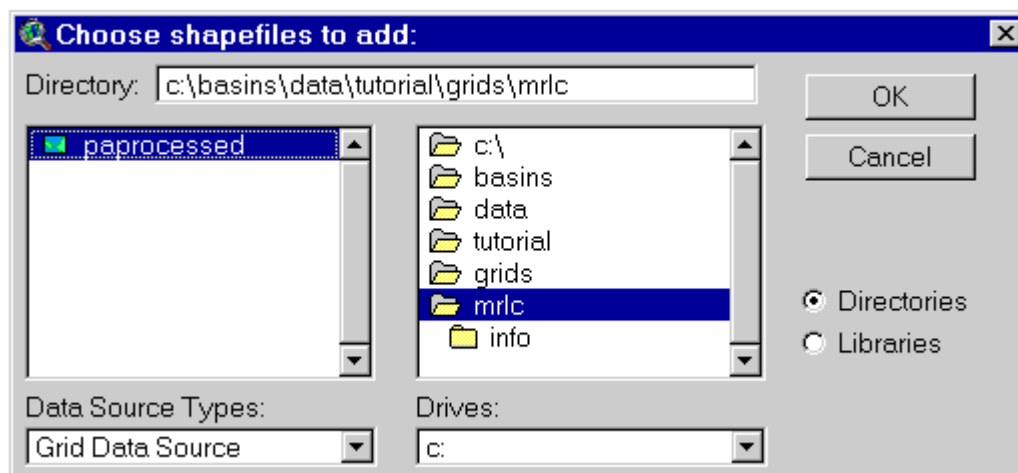 Choose shapefiles to add:
Directory: c:\basins\data\tutorial\grids\mrlc
OK
Cancel
paprocessed
c:\
basins
data
tutorial
grids
mrlc
info
Directories
Libraries
Data Source Types:
Grid Data Source
Drives:
c: